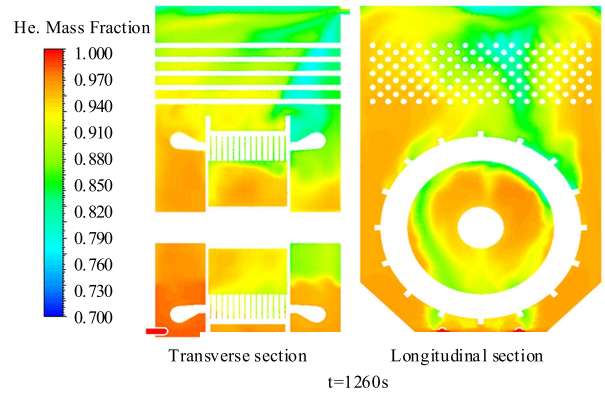 He. Mass Fraction
1.000
0.970
0.940
0.910
0.880
0.850
0.820
0.790
0.760
0.730
0.700
Transverse section
Longitudinal section
t=1260s